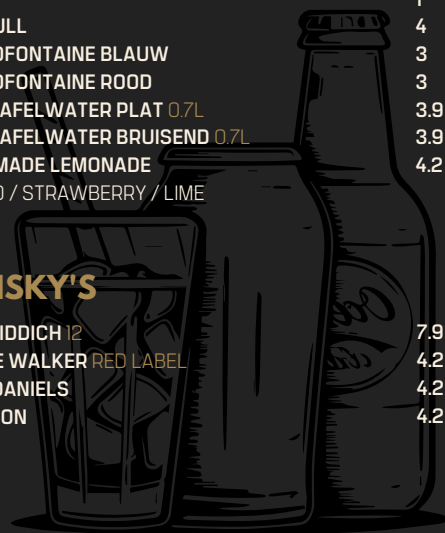 ULL 4
OFONTAINE BLAUW 3
OFONTAINE ROOD 3
AFELWATER PLAT 0.7L 3.9
AFELWATER BRUISEND 0.7L 3.9
MADE LEMONADE 4.2
/ STRAWBERRY / LIME
ISKY'S
IDDICH 12 7.9
E WALKER RED LABEL 4.2
DANIELS 4.2
ON 4.2